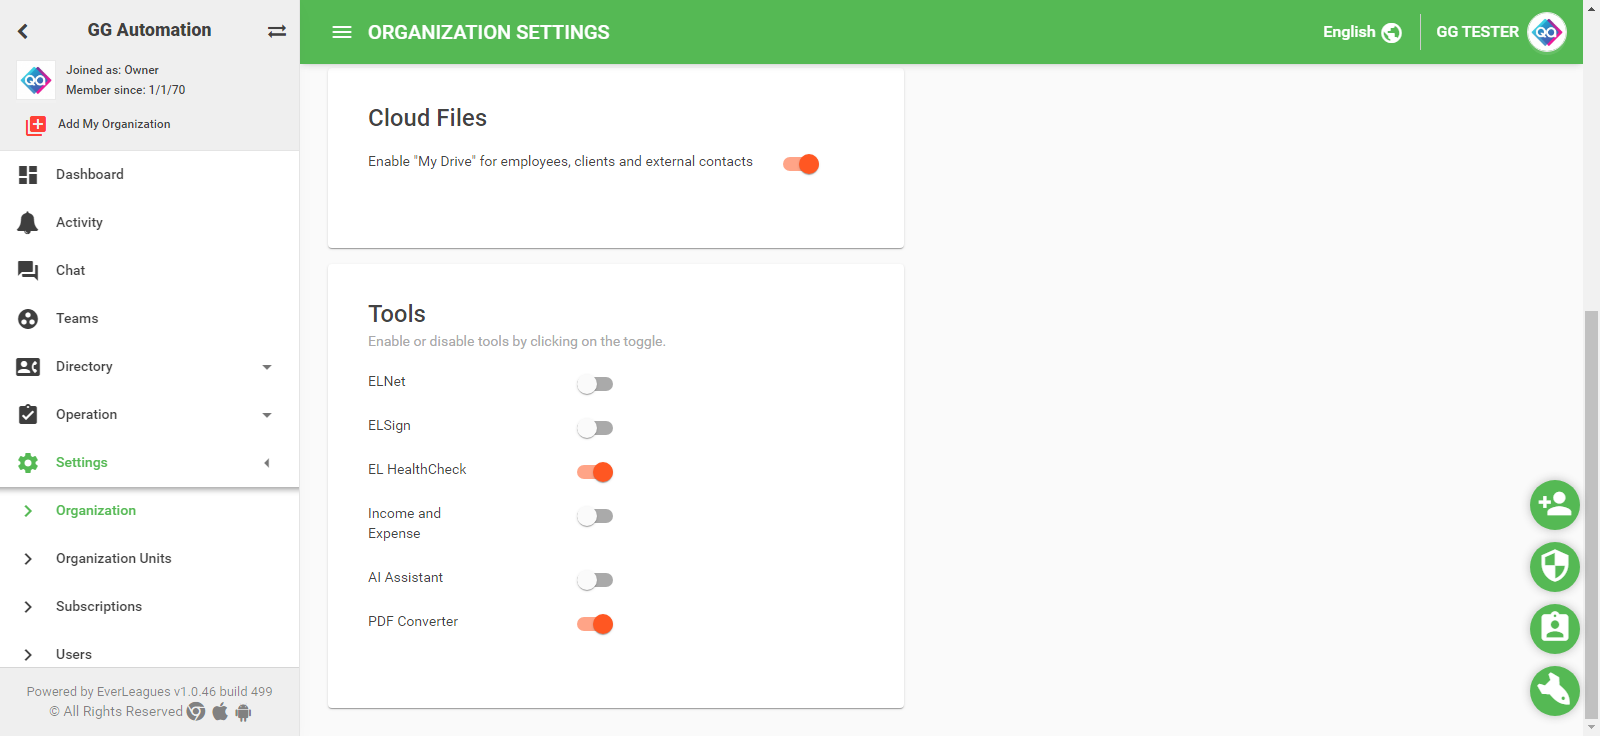 GG Automation
Joined as: Owner
Member since: 1/1/70
Add My Organization
Dashboard
Activity
Chat
Teams
Directory
Operation
Settings
Organization
Organization Units
Subscriptions
Users
Powered by EverLeagues v1.0.46 build 499
© All Rights Reserved
ORGANIZATION SETTINGS
English
GG TESTER
QA
QA
Cloud Files
Enable "My Drive" for employees, clients and external contacts
Tools
Enable or disable tools by clicking on the toggle.
ELNet
ELSign
EL HealthCheck
Income and
Expense
AI Assistant
PDF Converter